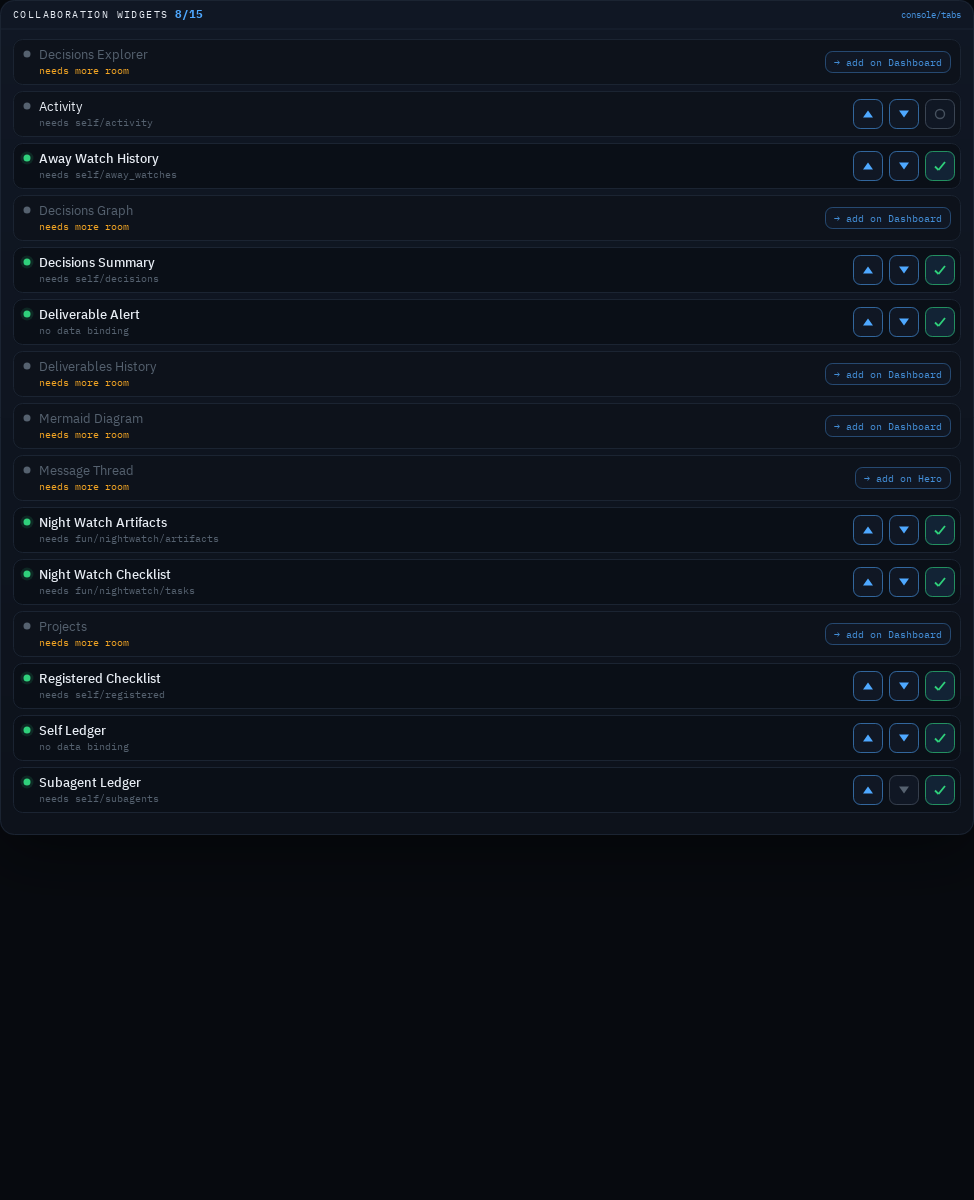 COLLABORATION WIDGETS 8/15
console/tabs
Decisions Explorer
needs more room
→ add on Dashboard
Activity
needs self/activity
Away Watch History
needs self/away_watches
Decisions Graph
needs more room
→ add on Dashboard
Decisions Summary
needs self/decisions
Deliverable Alert
no data binding
Deliverables History
needs more room
→ add on Dashboard
Mermaid Diagram
needs more room
→ add on Dashboard
Message Thread
needs more room
→ add on Hero
Night Watch Artifacts
needs fun/nightwatch/artifacts
Night Watch Checklist
needs fun/nightwatch/tasks
Projects
needs more room
→ add on Dashboard
Registered Checklist
needs self/registered
Self Ledger
no data binding
Subagent Ledger
needs self/subagents